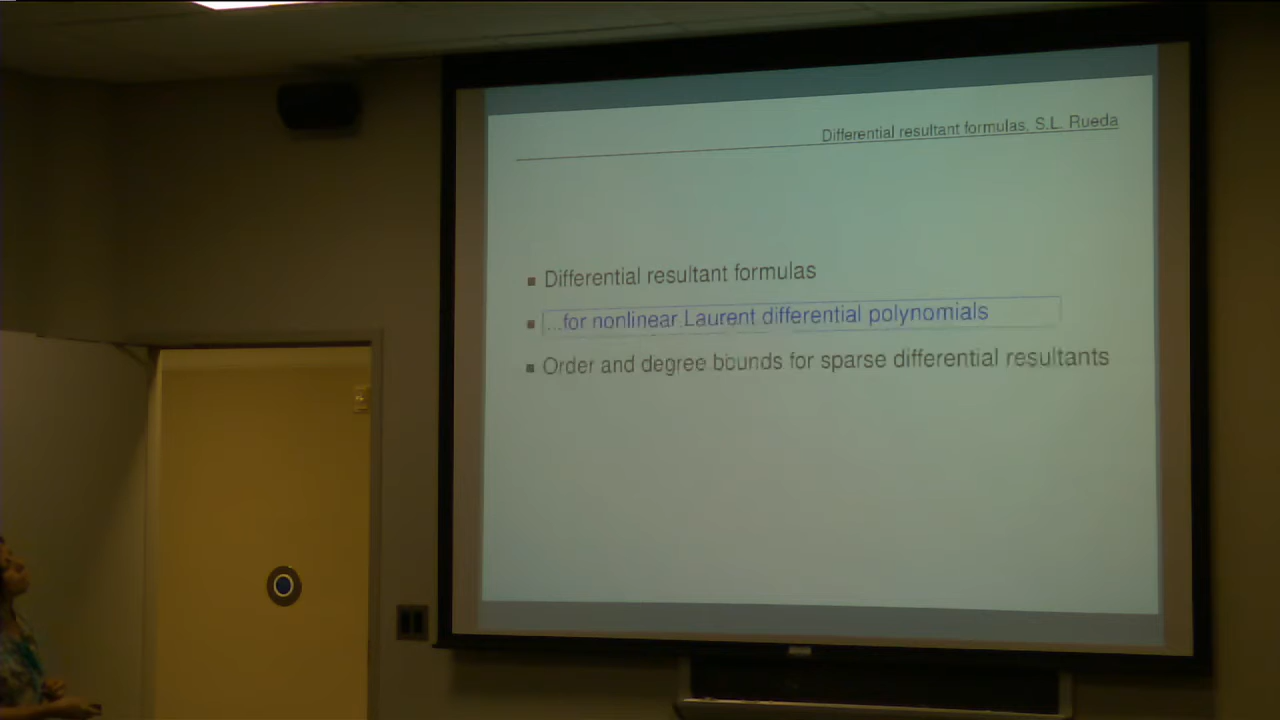 Differential resultant formulas, S.L. Rueda
Differential resultant formulas
...for nonlinear Laurent differential polynomials
Order and degree bounds for sparse differential resultants